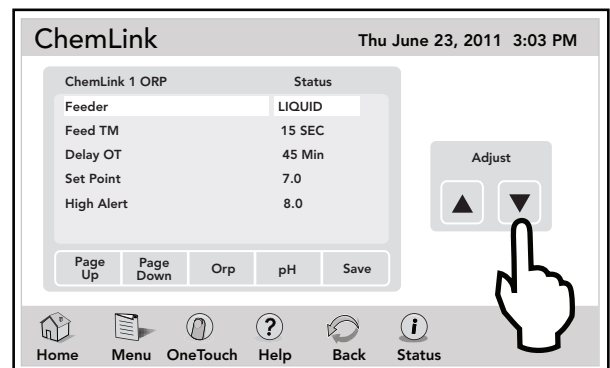 ChemLink
Thu June 23, 2011 3:03 PM
ChemLink 1 ORP Status
Feeder LIQUID
Feed TM 15 SEC
Delay OT 45 Min
Set Point 7.0
High Alert 8.0
Adjust
Page Up
Page Down
Orp
pH
Save
Home
Menu
OneTouch
Help
Back
Status